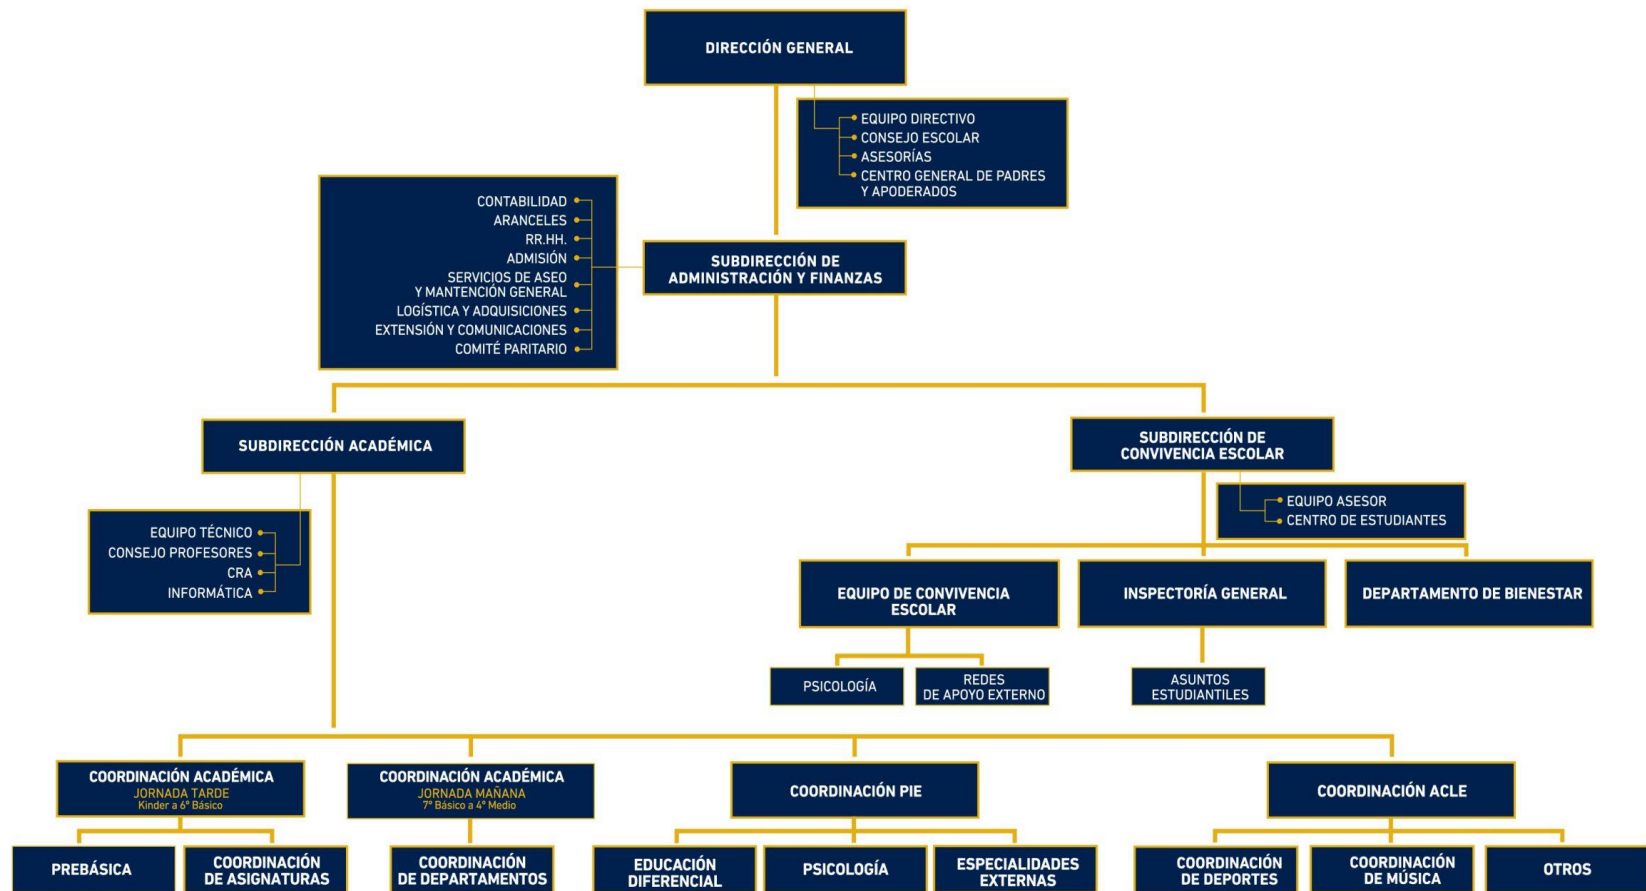 DIRECCIÓN GENERAL
EQUIPO DIRECTIVO
CONSEJO ESCOLAR
ASESORÍAS
CENTRO GENERAL DE PADRES
Y APODERADOS
CONTABILIDAD
ARANCELES
RR.HH.
ADMISIÓN
SERVICIOS DE ASEO
Y MANTENCIÓN GENERAL
LOGÍSTICA Y ADQUISICIONES
EXTENSIÓN Y COMUNICACIONES
COMITÉ PARITARIO
SUBDIRECCIÓN DE
ADMINISTRACIÓN Y FINANZAS
SUBDIRECCIÓN ACADÉMICA
EQUIPO TÉCNICO
CONSEJO PROFESORES
CRA
INFORMÁTICA
SUBDIRECCIÓN DE
CONVIVENCIA ESCOLAR
EQUIPO ASESOR
CENTRO DE ESTUDIANTES
EQUIPO DE CONVIVENCIA
ESCOLAR
INSPECTORÍA GENERAL
DEPARTAMENTO DE BIENESTAR
PSICOLOGÍA
REDES
DE APOYO EXTERNO
ASUNTOS
ESTUDIANTILES
COORDINACIÓN ACADÉMICA
JORNADA TARDE
Kinder a 6º Básico
COORDINACIÓN ACADÉMICA
JORNADA MAÑANA
7º Básico a 4º Medio
COORDINACIÓN PIE
COORDINACIÓN ACLE
PREBÁSICA
COORDINACIÓN
DE ASIGNATURAS
COORDINACIÓN
DE DEPARTAMENTOS
EDUCACIÓN
DIFERENCIAL
PSICOLOGÍA
ESPECIALIDADES
EXTERNAS
COORDINACIÓN
DE DEPORTES
COORDINACIÓN
DE MÚSICA
OTROS